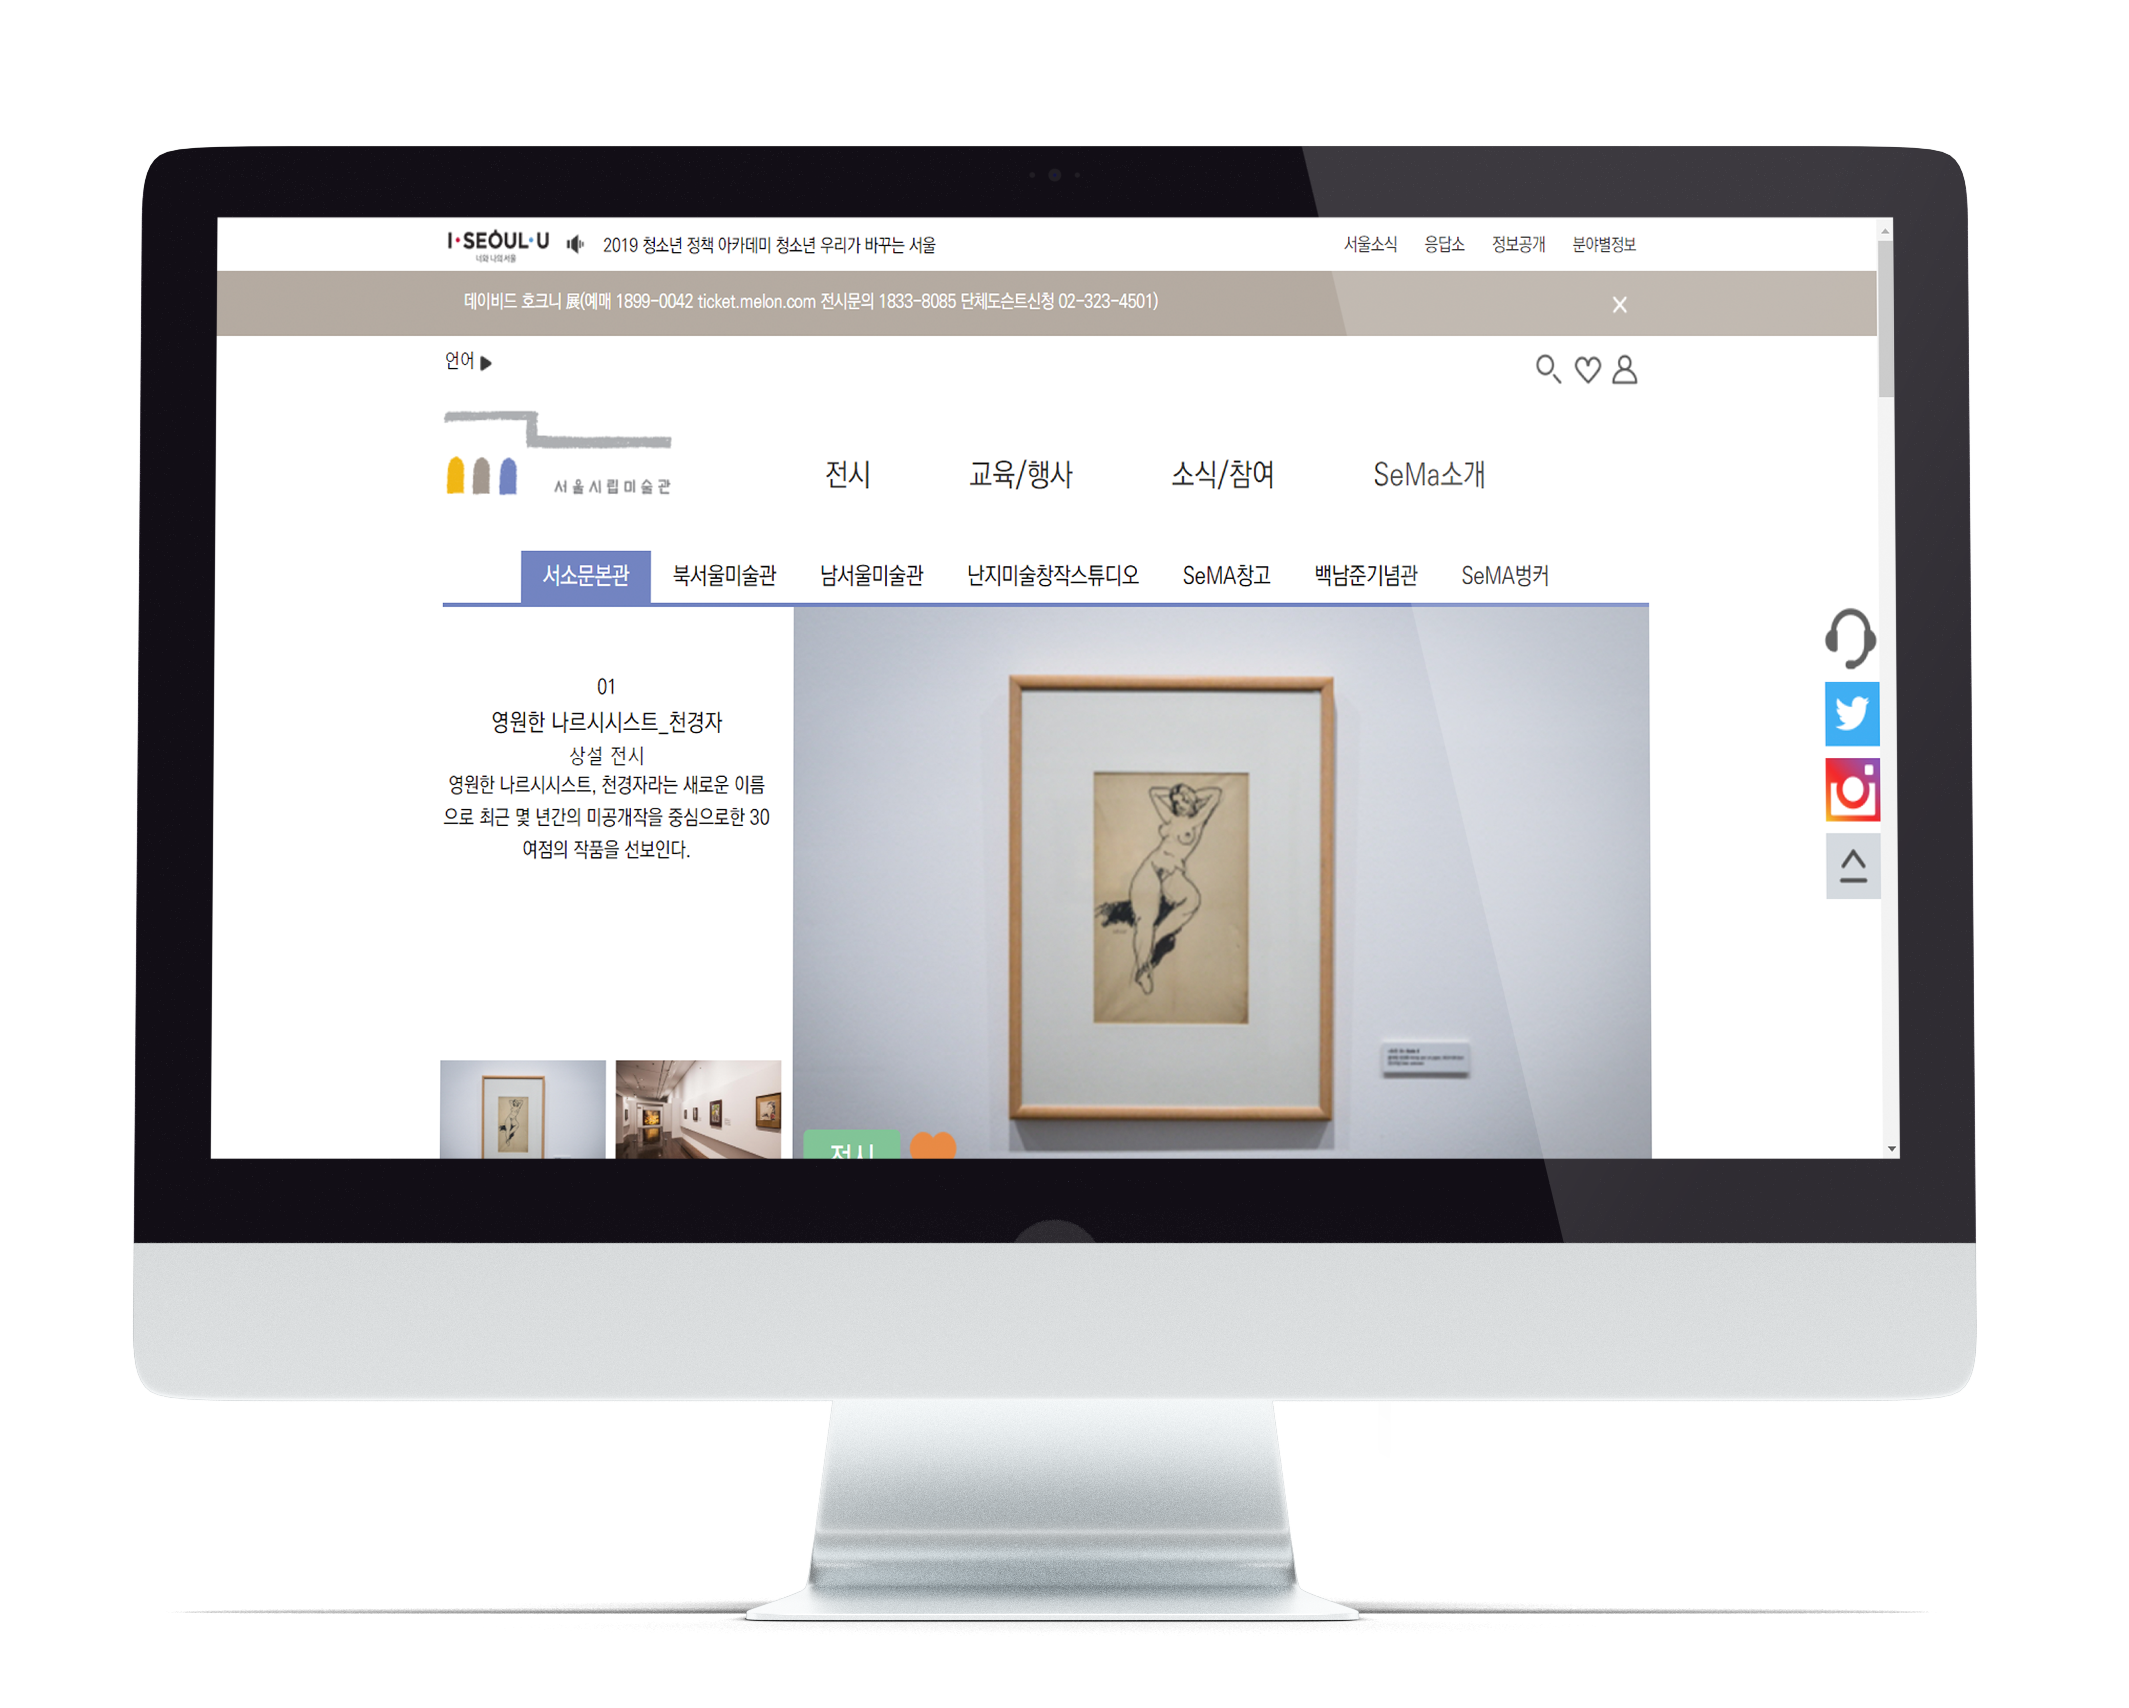 I·SEOUL·U
너와 나의 서울
2019 청소년 정책 아카데미 청소년 우리가 바꾸는 서울
서울소식 응답소 정보공개 분야별정보
데이비드 호크니 展(예매 1899-0042 ticket.melon.com 전시문의 1833-8085 단체도슨트신청 02-323-4501)
X
언어
서울시립미술관
전시 교육/행사 소식/참여 SeMa소개
서소문본관 북서울미술관 남서울미술관 난지미술창작스튜디오 SeMA창고 백남준기념관 SeMA벙커
01
영원한 나르시시스트_천경자
상설 전시
영원한 나르시시스트, 천경자라는 새로운 이름
으로 최근 몇 년간의 미공개작을 중심으로한 30
여점의 작품을 선보인다.
전시